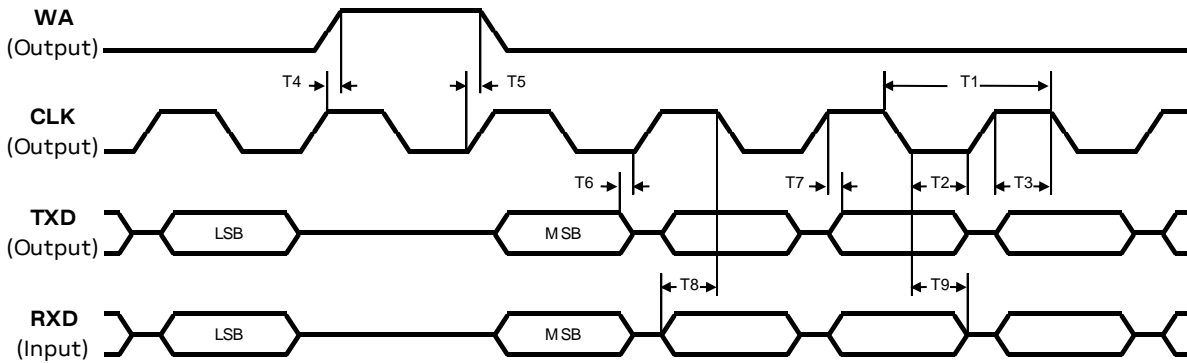 WA
(Output)
T4
T5
T1
CLK
(Output)
T6
T7
T2
T3
TXD
(Output)
LSB
MSB
T8
T9
RXD
(Input)
LSB
MSB